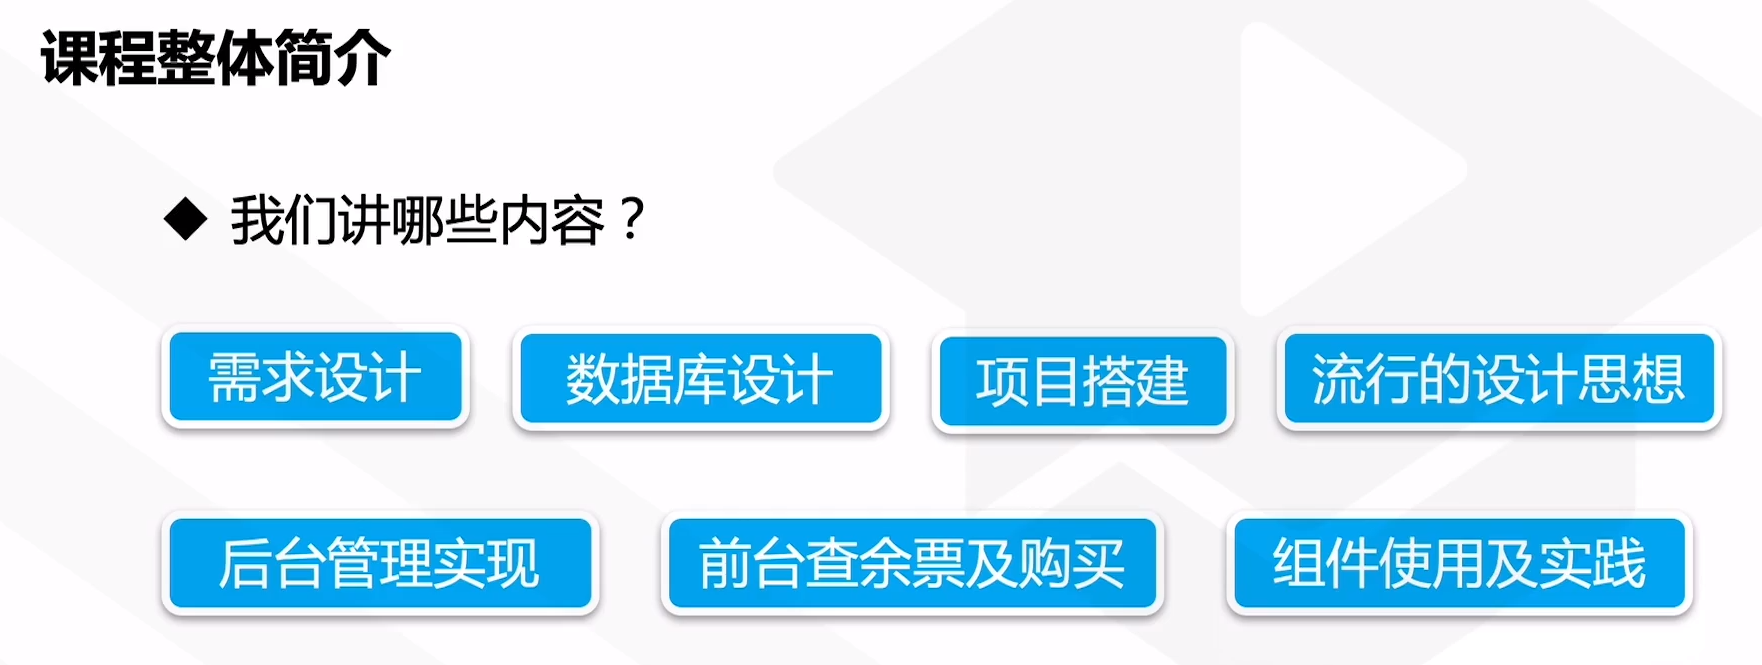 课程整体简介
◆ 我们讲哪些内容？
需求设计 数据库设计 项目搭建 流行的设计思想
后台管理实现 前台查余票及购买 组件使用及实践